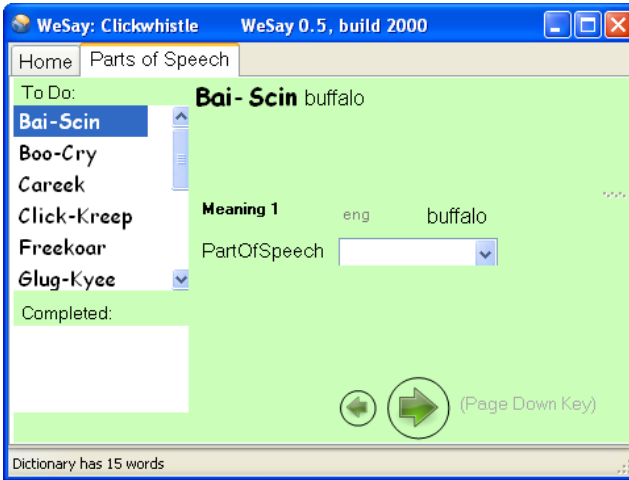 WeSay: Clickwhistle WeSay 0.5, build 2000
Home Parts of Speech
To Do:
Bai-Scin
Boo-Cry
Careek
Click-Kreep
Freekoar
Glug-Kyee
Completed:
Bai-Scin buffalo
Meaning 1 eng buffalo
PartOfSpeech
(Page Down Key)
Dictionary has 15 words